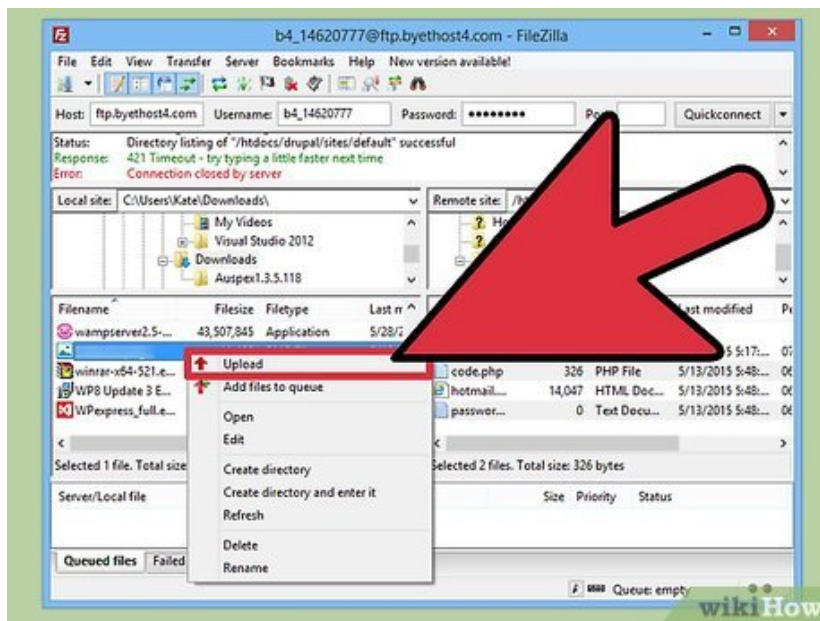 b4_14620777@ftp.byethost4.com - FileZilla
File Edit View Transfer Server Bookmarks Help New version available!
Host: ftp.byethost4.com Username: b4_14620777 Password: ●●●●●●●● Quickconnect
Status: Directory listing of "/htdocs/drupal/sites/default" successful
Response: 421 Timeout - try typing a little faster next time
Error: Connection closed by server
Local site: C:\Users\Kate\Downloads\ Remote site:
My Videos
Visual Studio 2012
Downloads
Auspex1.3.5.118
Filename Filesize Filetype Last m Last modified
wampserver2.5-... 43,507,845 Application 5/28/2
5 5:17:...
winrar-x64-521.e... code.php 326 PHP File 5/13/2015 5:48:...
WP8 Update 3 E... hotmail.... 14,047 HTML Doc... 5/13/2015 5:48:...
WPexpress_full.e... passwor... 0 Text Docu... 5/13/2015 5:48:...
Upload
Add files to queue
Open
Edit
Create directory
Create directory and enter it
Refresh
Delete
Rename
Selected 1 file. Total size Selected 2 files. Total size: 326 bytes
Server/Local file Size Priority Status
Queued files Failed
Queue: empty
wikiHow